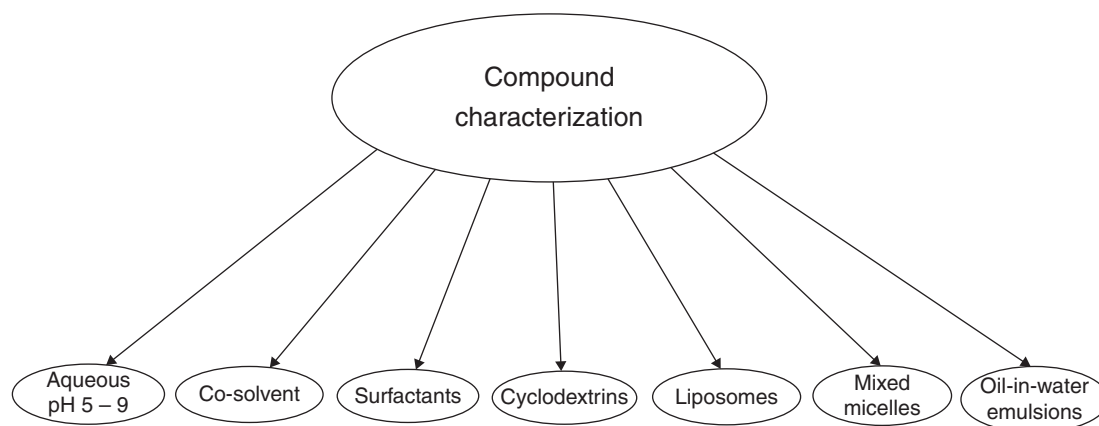 Compound
characterization
Aqueous
pH 5 – 9
Co-solvent
Surfactants
Cyclodextrins
Liposomes
Mixed
micelles
Oil-in-water
emulsions